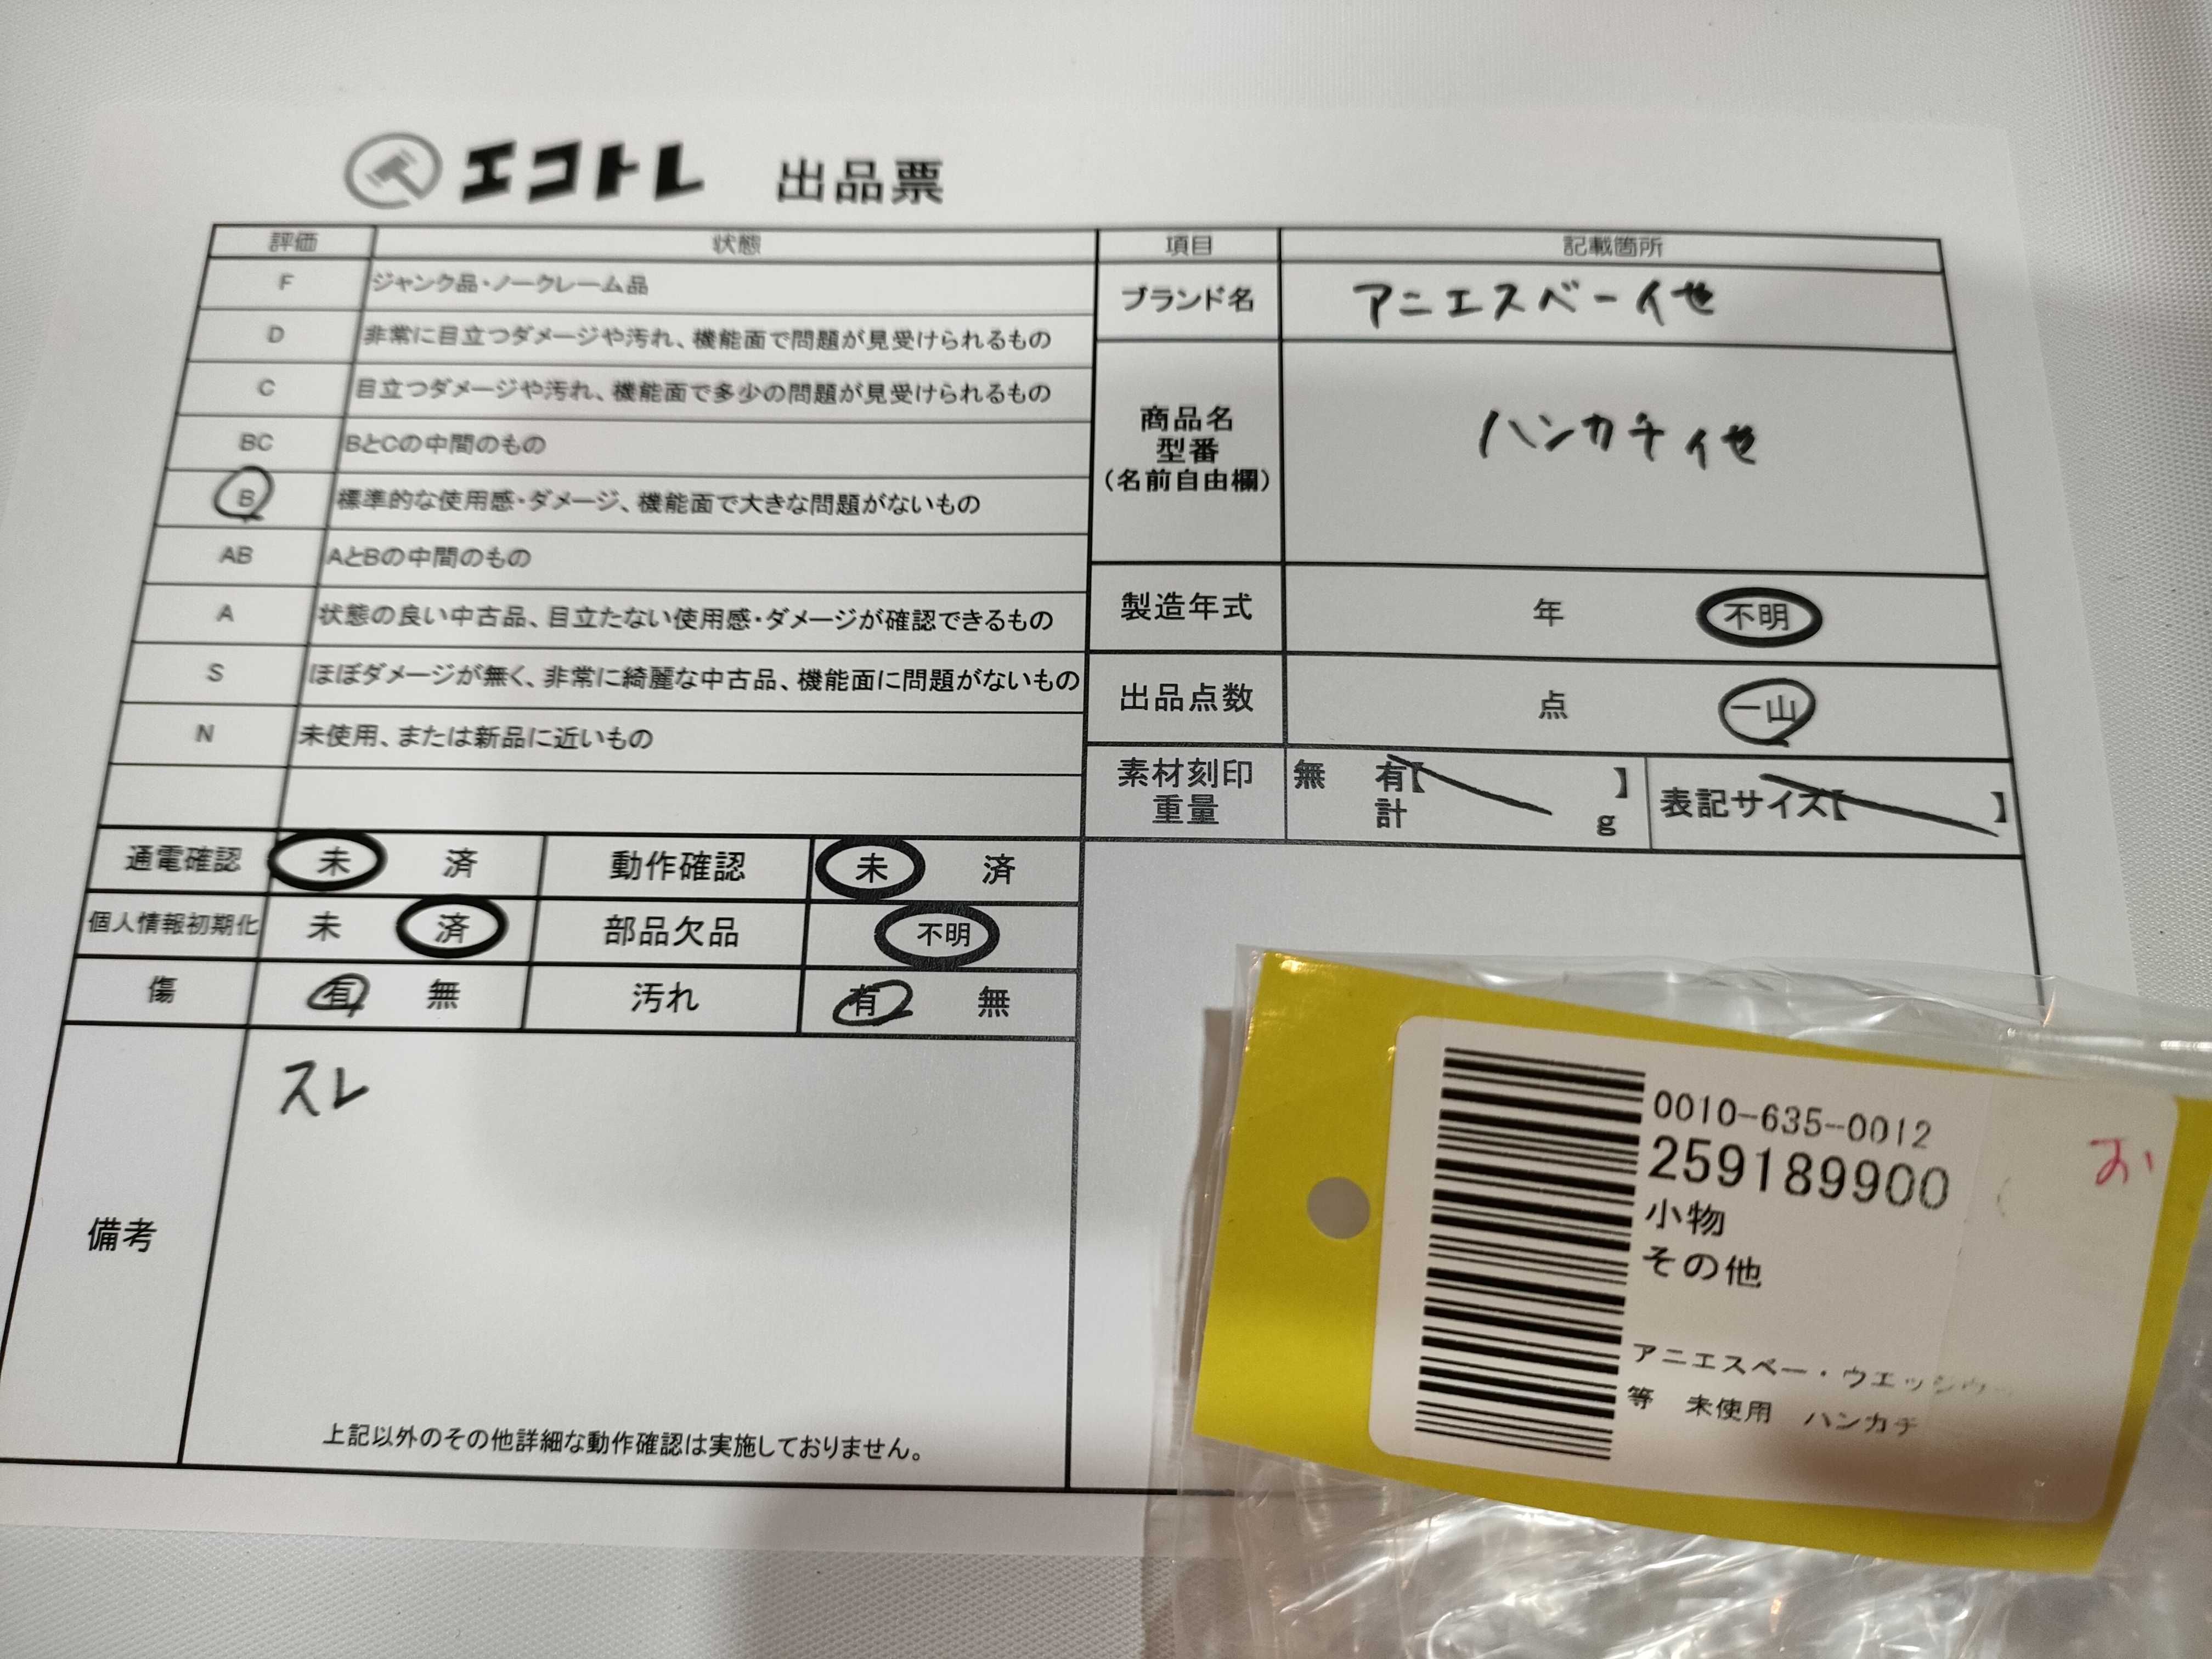 エコトレ 出品票
評価 状態 項目 記載箇所
F ジャンク品・ノークレーム品
D 非常に目立つダメージや汚れ、機能面で問題が見受けられるもの
C 目立つダメージや汚れ、機能面で多少の問題が見受けられるもの
BC BとCの中間のもの
B 標準的な使用感・ダメージ、機能面で大きな問題がないもの
AB AとBの中間のもの
A 状態の良い中古品、目立たない使用感・ダメージが確認できるもの
S ほぼダメージが無く、非常に綺麗な中古品、機能面に問題がないもの
N 未使用、または新品に近いもの
ブランド名 アニエスベー 他
商品名
型番
(名前自由欄)
ハンカチ 他
製造年式 年 不明
出品点数 点 一山
素材刻印
重量
無 有【 】
計 g
表記サイズ【 】
通電確認 未 済 動作確認 未 済
個人情報初期化 未 済 部品欠品 不明
傷 有 無 汚れ 有 無
備考
スレ
上記以外のその他詳細な動作確認は実施しておりません。
0010-635-0012
259189900
小物
その他
アニエスベー・ウエッジウ
等 未使用 ハンカチ